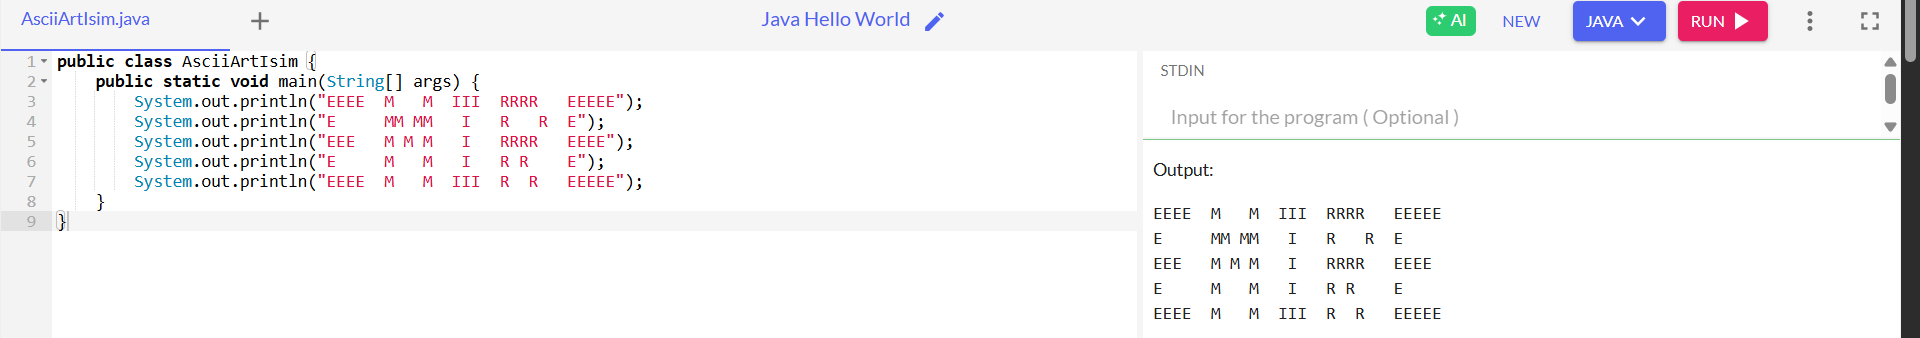 AsciiArtIsim.java
Java Hello World
AI
NEW
JAVA
RUN
1 public class AsciiArtIsim {
2     public static void main(String[] args) {
3         System.out.println("EEEE  M   M  III  RRRR   EEEEE");
4         System.out.println("E     MM MM   I   R   R  E");
5         System.out.println("EEE   M M M   I   RRRR   EEEE");
6         System.out.println("E     M   M   I   R R    E");
7         System.out.println("EEEE  M   M  III  R  R   EEEEE");
8     }
9 }
STDIN
Input for the program ( Optional )
Output:
EEEE  M   M  III  RRRR   EEEEE
E     MM MM   I   R   R  E
EEE   M M M   I   RRRR   EEEE
E     M   M   I   R R    E
EEEE  M   M  III  R  R   EEEEE